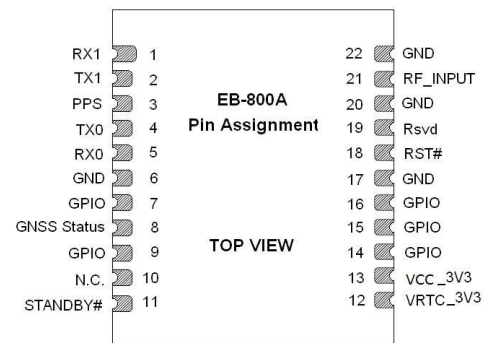 RX1 1 22 GND
TX1 2 21 RF_INPUT
PPS 3 EB-800A 20 GND
TX0 4 Pin Assignment 19 Rsvd
RX0 5 18 RST#
GND 6 17 GND
GPIO 7 16 GPIO
GNSS Status 8 15 GPIO
GPIO 9 TOP VIEW 14 GPIO
N.C. 10 13 VCC_3V3
STANDBY# 11 12 VRTC_3V3